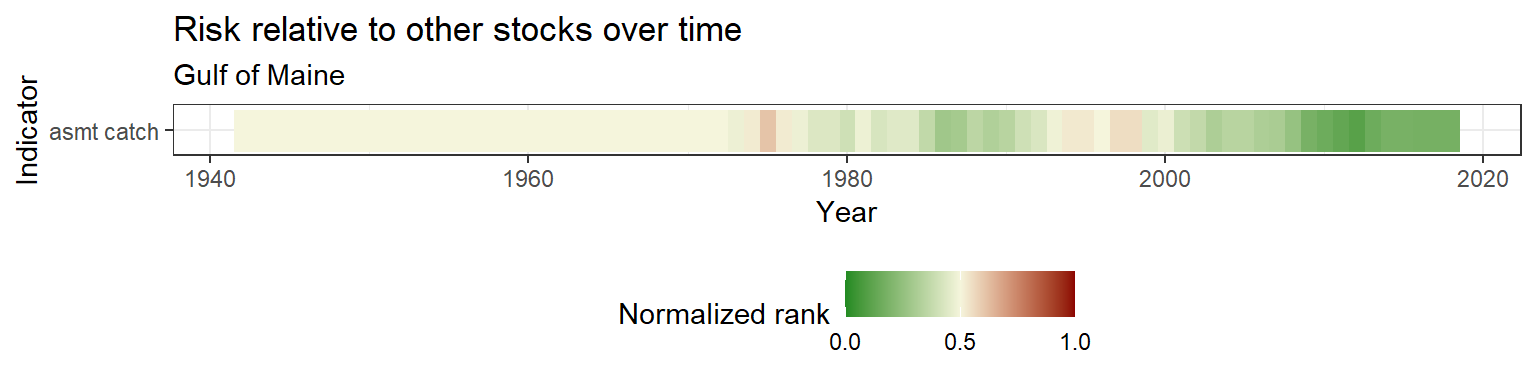 Risk relative to other stocks over time
Gulf of Maine
Indicator
asmt catch
1940 1960 1980 2000 2020
Year
Normalized rank
0.0 0.5 1.0